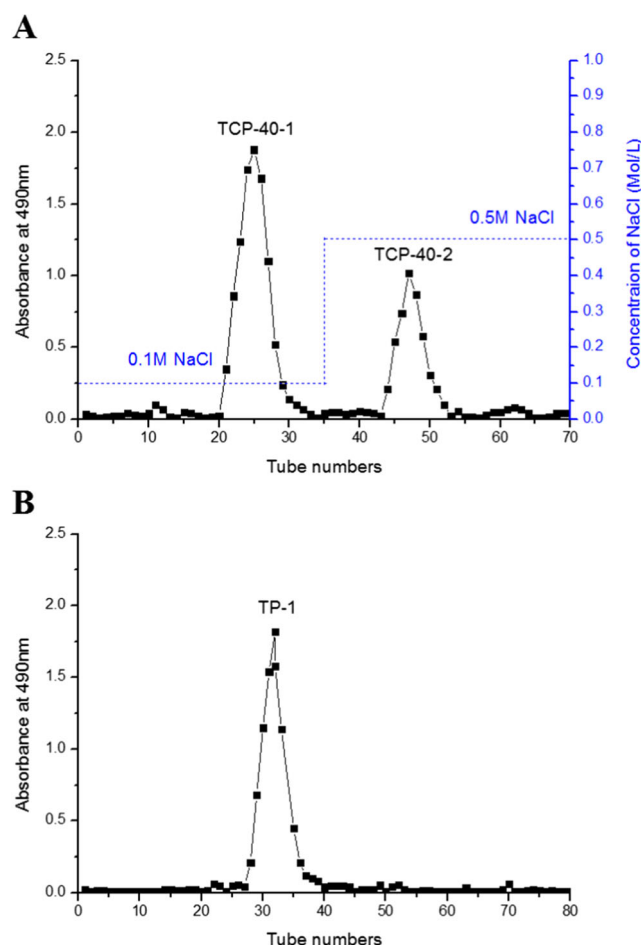 A
2.5
2.0
1.5
1.0
0.5
0.0
Absorbance at 490nm
TCP-40-1
TCP-40-2
0.1M NaCl
0.5M NaCl
1.0
0.9
0.8
0.7
0.6
0.5
0.4
0.3
0.2
0.1
0.0
Concentraion of NaCl (Mol/L)
0 10 20 30 40 50 60 70
Tube numbers
B
2.5
2.0
1.5
1.0
0.5
0.0
Absorbance at 490nm
TP-1
0 10 20 30 40 50 60 70 80
Tube numbers